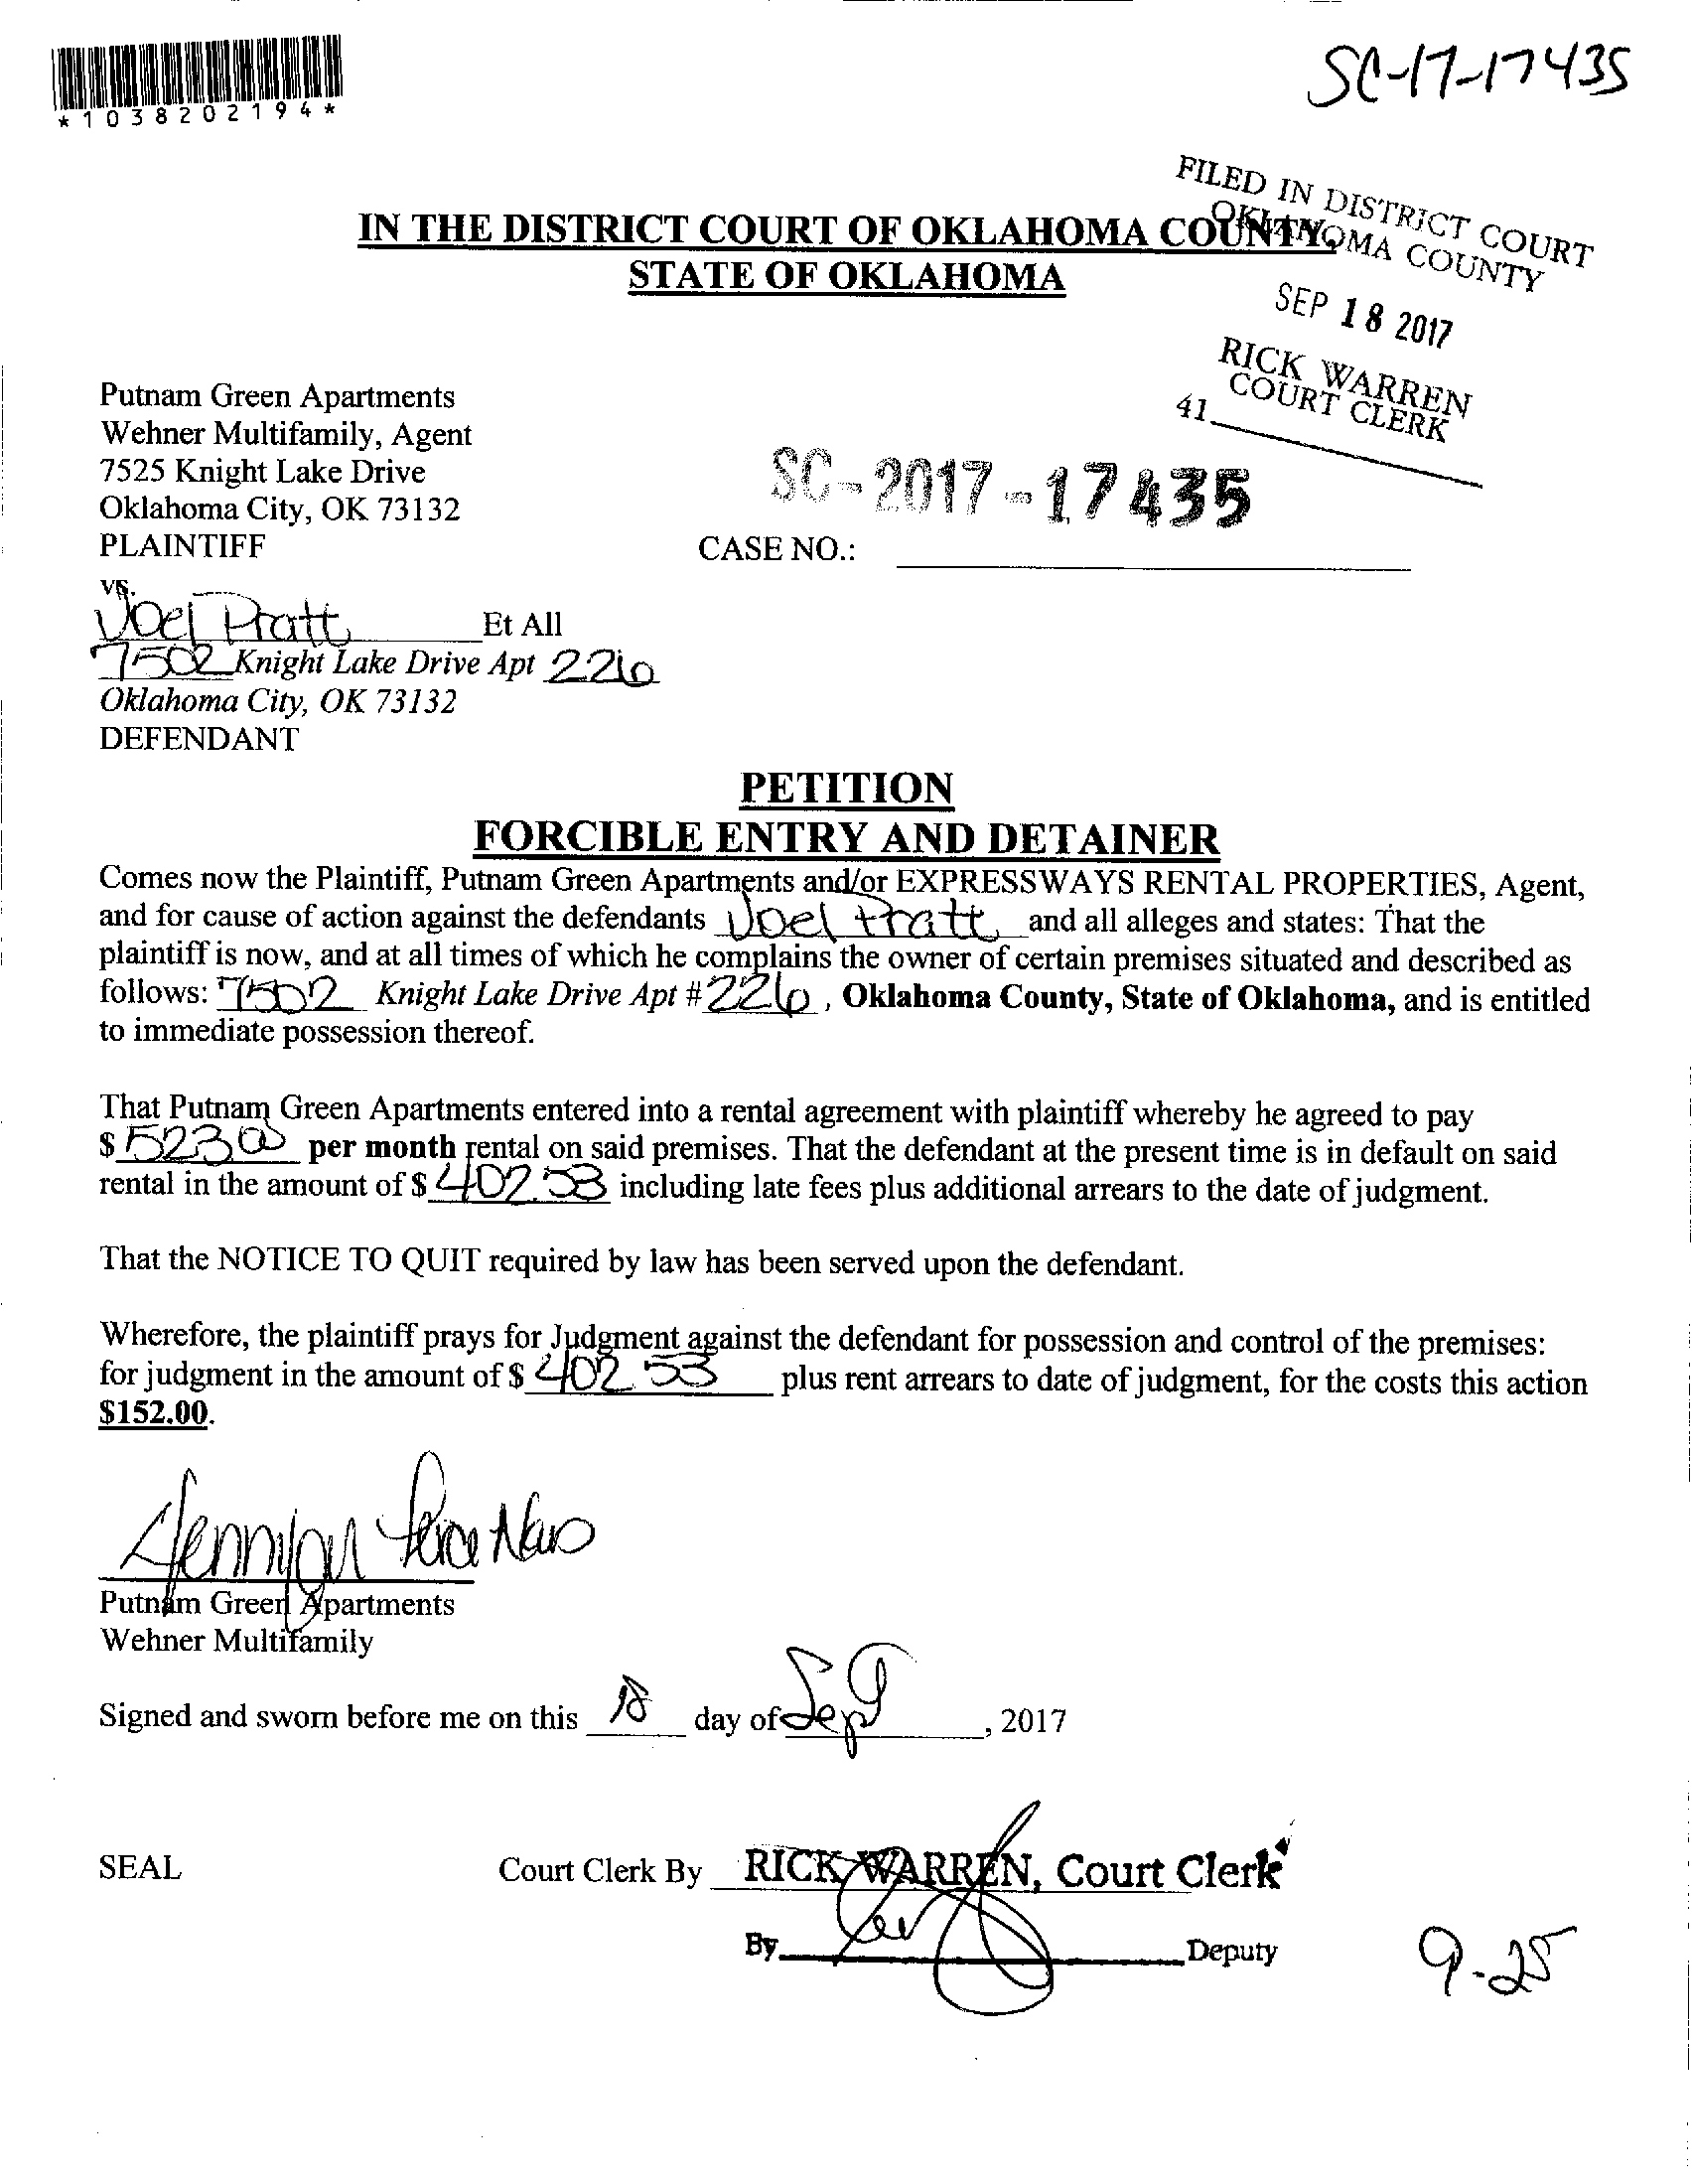 *1038202194*
SC-17-17435
FILED IN DISTRICT COURT
OKLAHOMA COUNTY
IN THE DISTRICT COURT OF OKLAHOMA COUNTY,
STATE OF OKLAHOMA
SEP 18 2017
RICK WARREN
COURT CLERK
41
Putnam Green Apartments
Wehner Multifamily, Agent
7525 Knight Lake Drive
Oklahoma City, OK 73132
PLAINTIFF
SC-2017-17435
CASE NO.:
vs.
Joel Pratt Et All
7502 Knight Lake Drive Apt 226
Oklahoma City, OK 73132
DEFENDANT
PETITION
FORCIBLE ENTRY AND DETAINER
Comes now the Plaintiff, Putnam Green Apartments and/or EXPRESSWAYS RENTAL PROPERTIES, Agent,
and for cause of action against the defendants Joel Pratt and all alleges and states: That the
plaintiff is now, and at all times of which he complains the owner of certain premises situated and described as
follows: 7502 Knight Lake Drive Apt #226, Oklahoma County, State of Oklahoma, and is entitled
to immediate possession thereof.
That Putnam Green Apartments entered into a rental agreement with plaintiff whereby he agreed to pay
$523.00 per month rental on said premises. That the defendant at the present time is in default on said
rental in the amount of $402.53 including late fees plus additional arrears to the date of judgment.
That the NOTICE TO QUIT required by law has been served upon the defendant.
Wherefore, the plaintiff prays for Judgment against the defendant for possession and control of the premises:
for judgment in the amount of $402.53 plus rent arrears to date of judgment, for the costs this action
$152.00.
Putnam Green Apartments
Wehner Multifamily
Signed and sworn before me on this 18 day of Sept, 2017
SEAL Court Clerk By RICK WARREN, Court Clerk
By Deputy
9-25